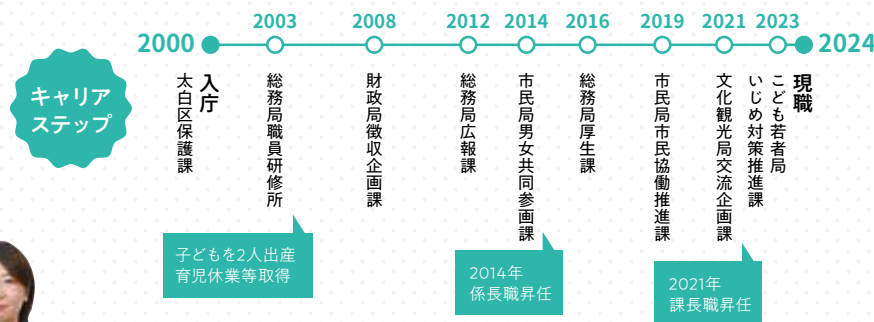 キャリア
ステップ
2000
2003
2008
2012
2014
2016
2019
2021
2023
2024
入庁
太白区保護課
総務局職員研修所
財政局徴収企画課
総務局広報課
市民局男女共同参画課
総務局厚生課
市民局市民協働推進課
文化観光局交流企画課
現職
こども若者局
いじめ対策推進課
子どもを2人出産
育児休業等取得
2014年
係長職昇任
2021年
課長職昇任